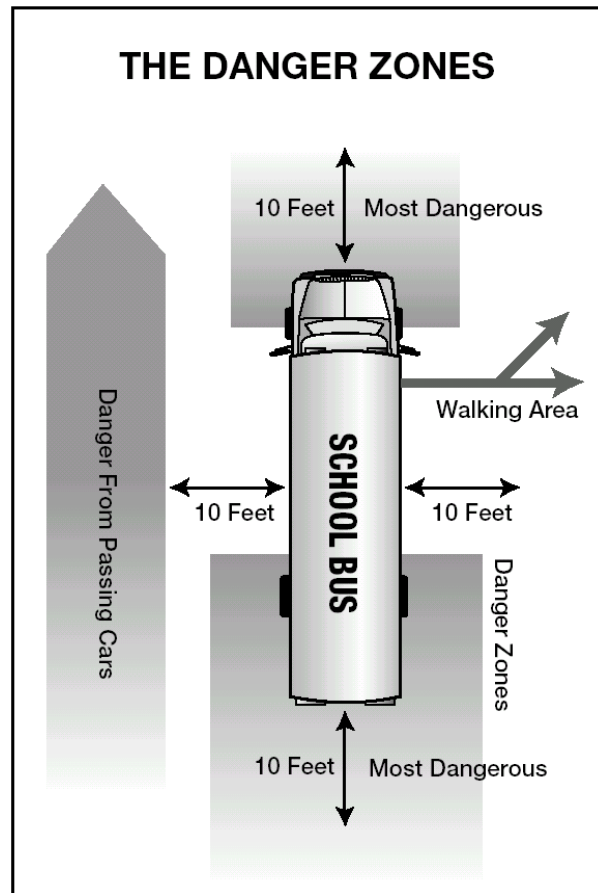 THE DANGER ZONES
10 Feet
Most Dangerous
Danger From Passing Cars
Walking Area
SCHOOL BUS
10 Feet
10 Feet
Danger Zones
10 Feet
Most Dangerous